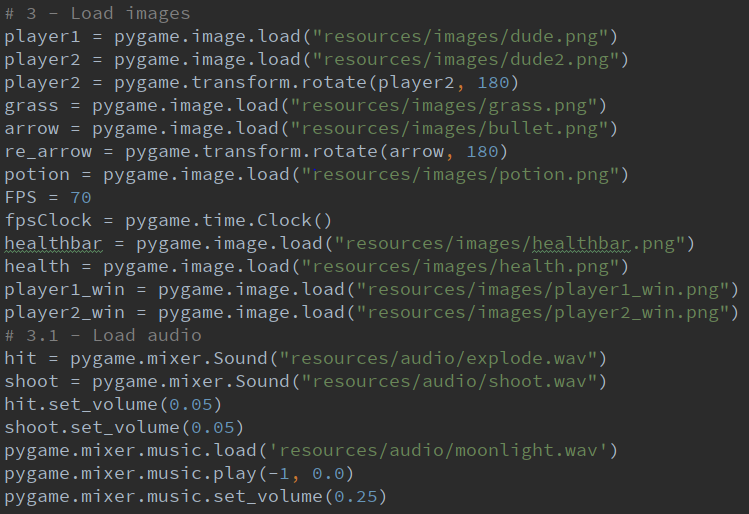 # 3 - Load images
player1 = pygame.image.load("resources/images/dude.png")
player2 = pygame.image.load("resources/images/dude2.png")
player2 = pygame.transform.rotate(player2, 180)
grass = pygame.image.load("resources/images/grass.png")
arrow = pygame.image.load("resources/images/bullet.png")
re_arrow = pygame.transform.rotate(arrow, 180)
potion = pygame.image.load("resources/images/potion.png")
FPS = 70
fpsClock = pygame.time.Clock()
healthbar = pygame.image.load("resources/images/healthbar.png")
health = pygame.image.load("resources/images/health.png")
player1_win = pygame.image.load("resources/images/player1_win.png")
player2_win = pygame.image.load("resources/images/player2_win.png")
# 3.1 - Load audio
hit = pygame.mixer.Sound("resources/audio/explode.wav")
shoot = pygame.mixer.Sound("resources/audio/shoot.wav")
hit.set_volume(0.05)
shoot.set_volume(0.05)
pygame.mixer.music.load('resources/audio/moonlight.wav')
pygame.mixer.music.play(-1, 0.0)
pygame.mixer.music.set_volume(0.25)